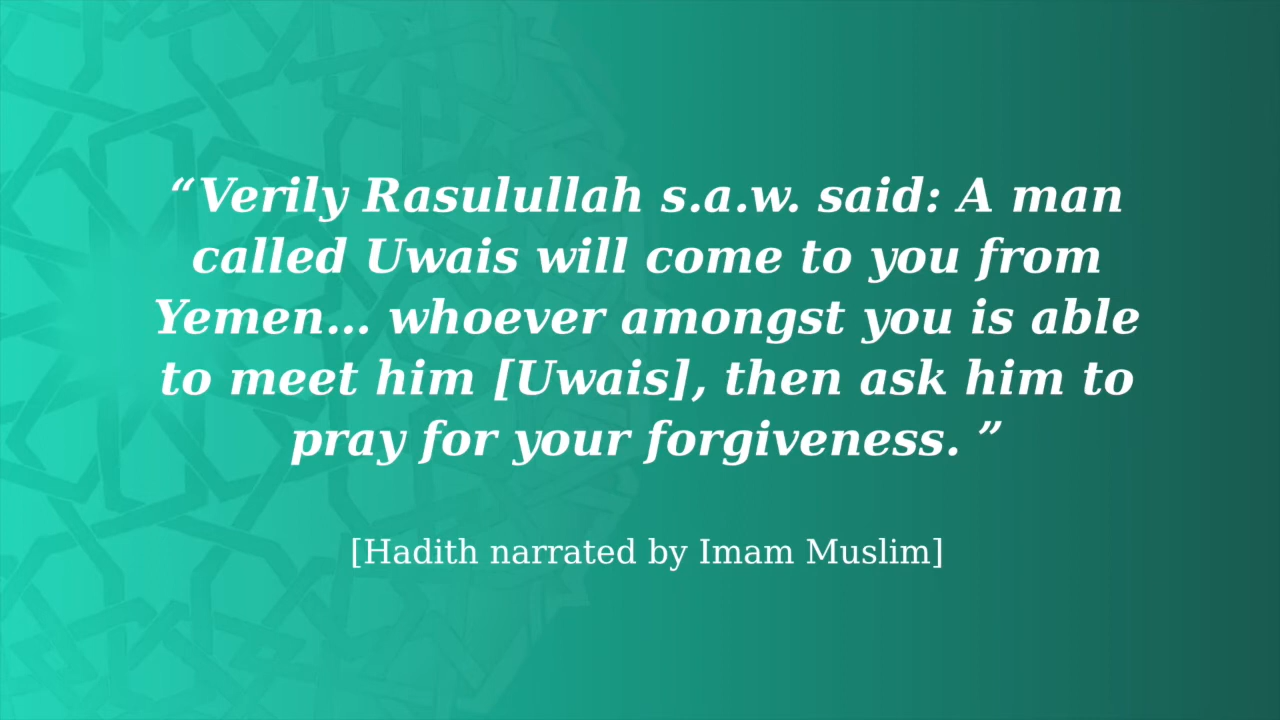 “Verily Rasulullah s.a.w. said: A man
called Uwais will come to you from
Yemen... whoever amongst you is able
to meet him [Uwais], then ask him to
pray for your forgiveness. ”
[Hadith narrated by Imam Muslim]